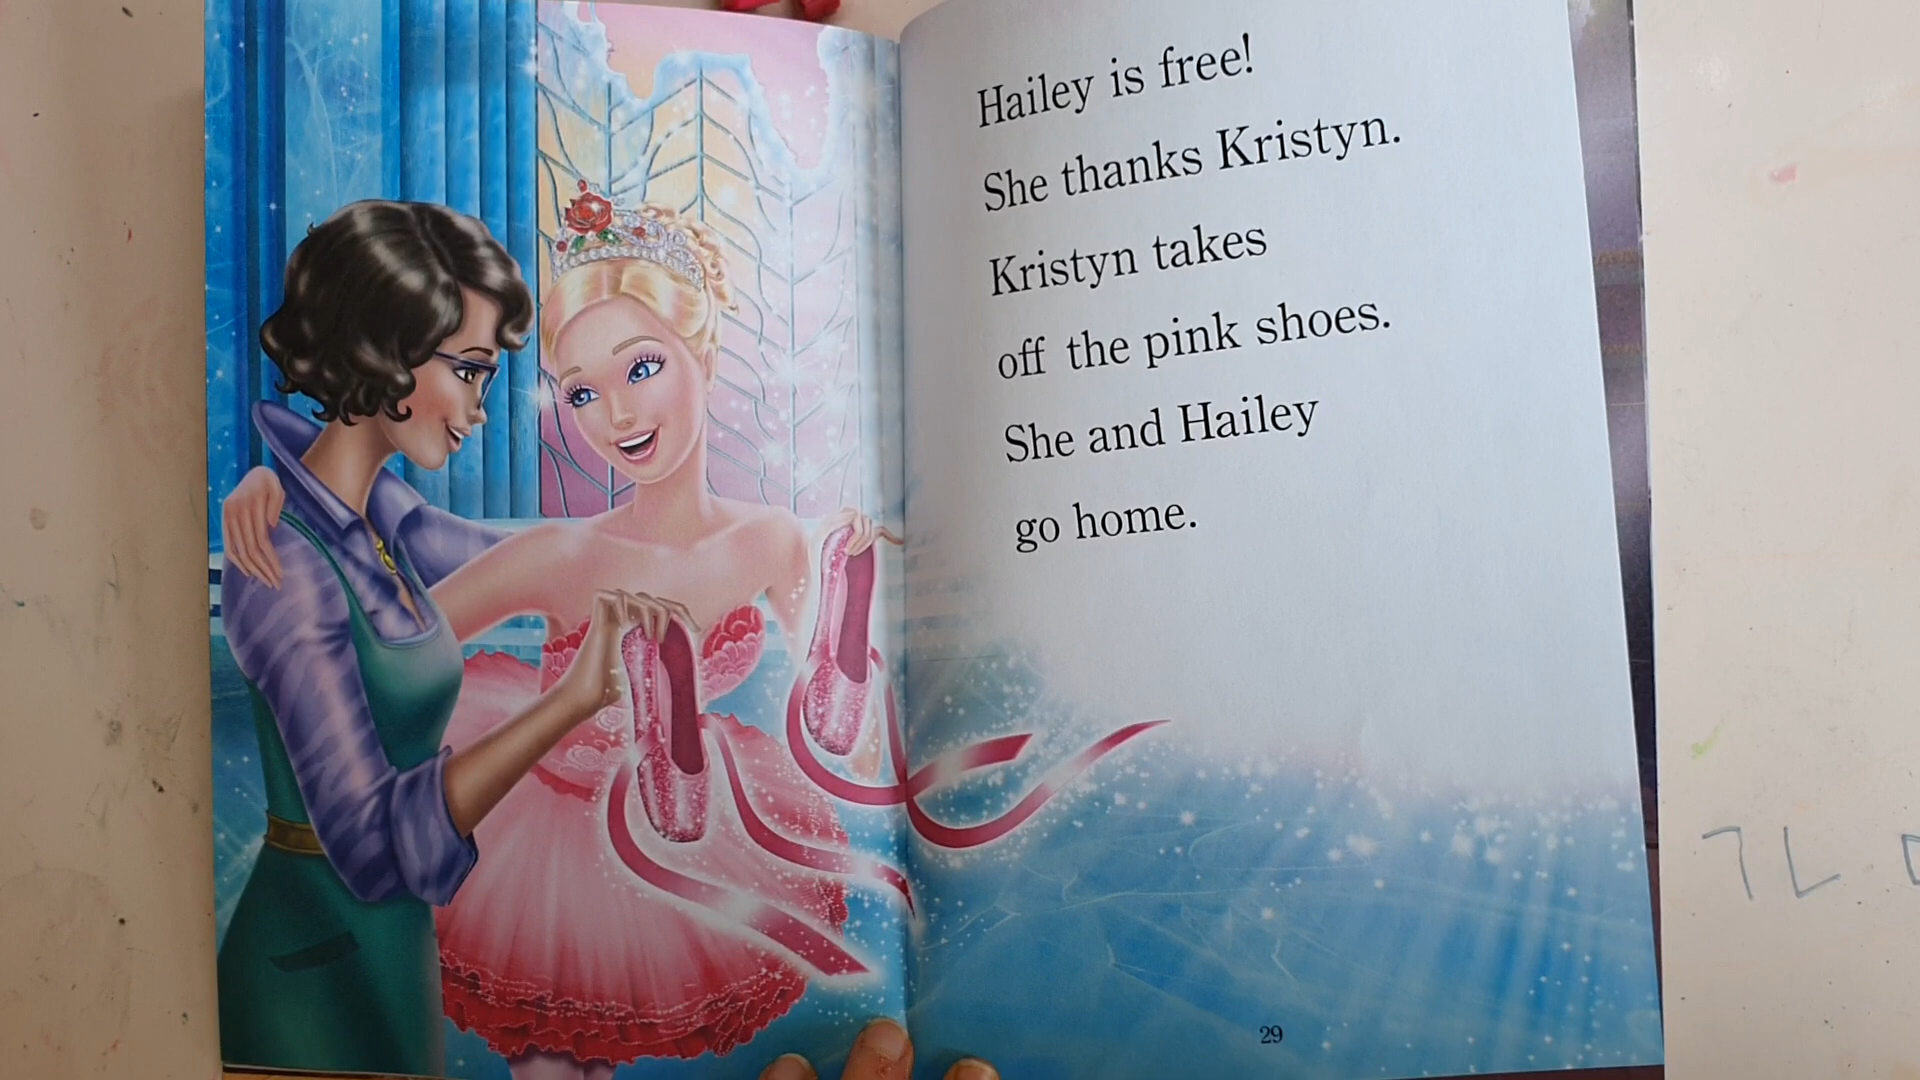 Hailey is free!
She thanks Kristyn.
Kristyn takes
off the pink shoes.
She and Hailey
go home.
29